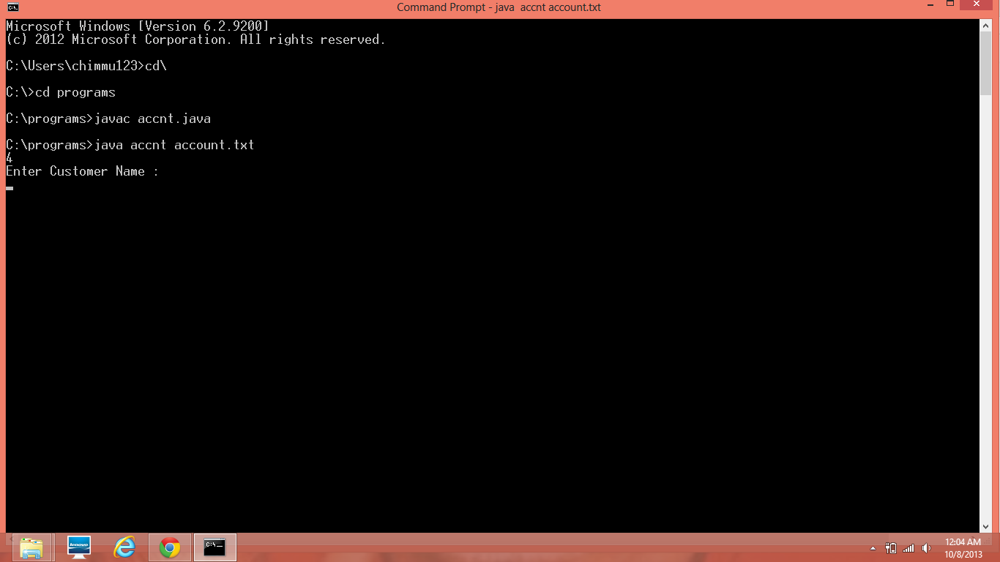 Command Prompt - java  accnt account.txt
Microsoft Windows [Version 6.2.9200]
(c) 2012 Microsoft Corporation. All rights reserved.
C:\Users\chimmu123>cd\
C:\>cd programs
C:\programs>javac accnt.java
C:\programs>java accnt account.txt
4
Enter Customer Name :
lenovo
C:\
12:04 AM
10/8/2013